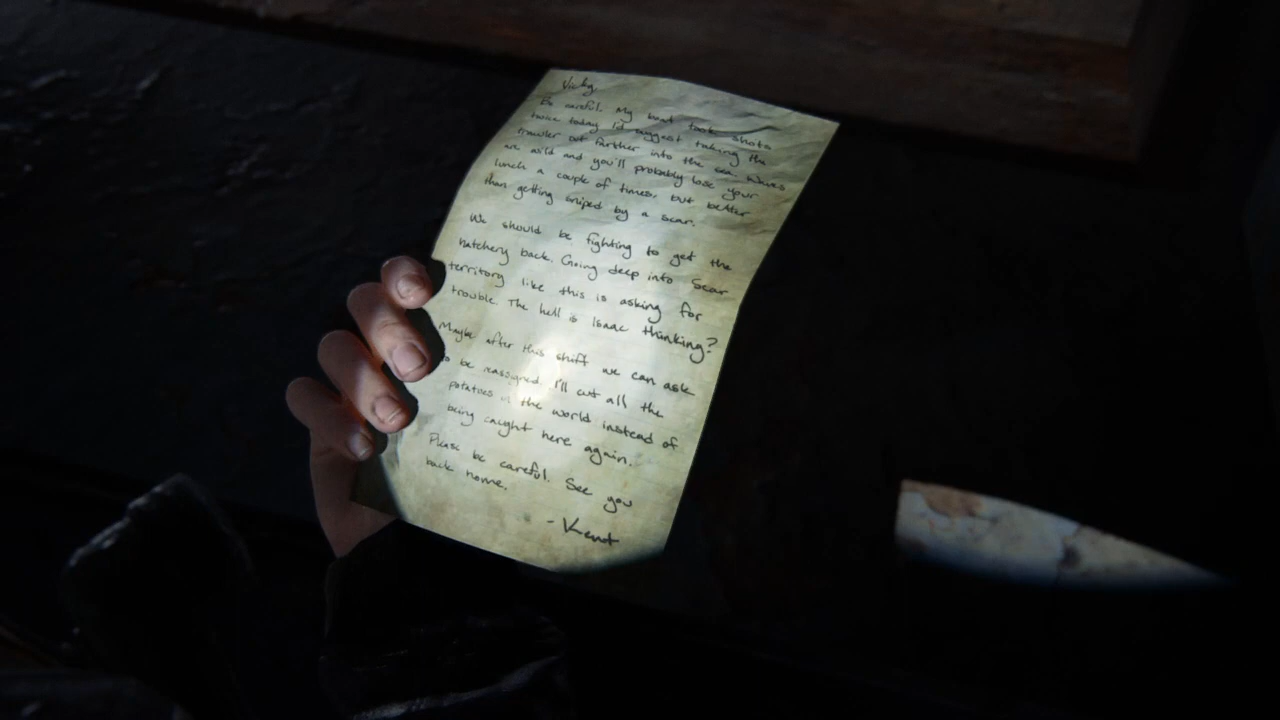 Vicky,
Be careful. My boat took shots
twice today. I'd suggest taking the
trawler out farther into the sea. Waves
are wild and you'll probably lose your
lunch a couple of times, but better
than getting sniped by a scar.
We should be fighting to get the
hatchery back. Going deep into Scar
territory like this is asking for
trouble. The hell is Isaac thinking?
Maybe after this shift we can ask
to be reassigned. I'll cut all the
potatoes in the world instead of
being caught here again.
Please be careful. See you
back home.
- Kent